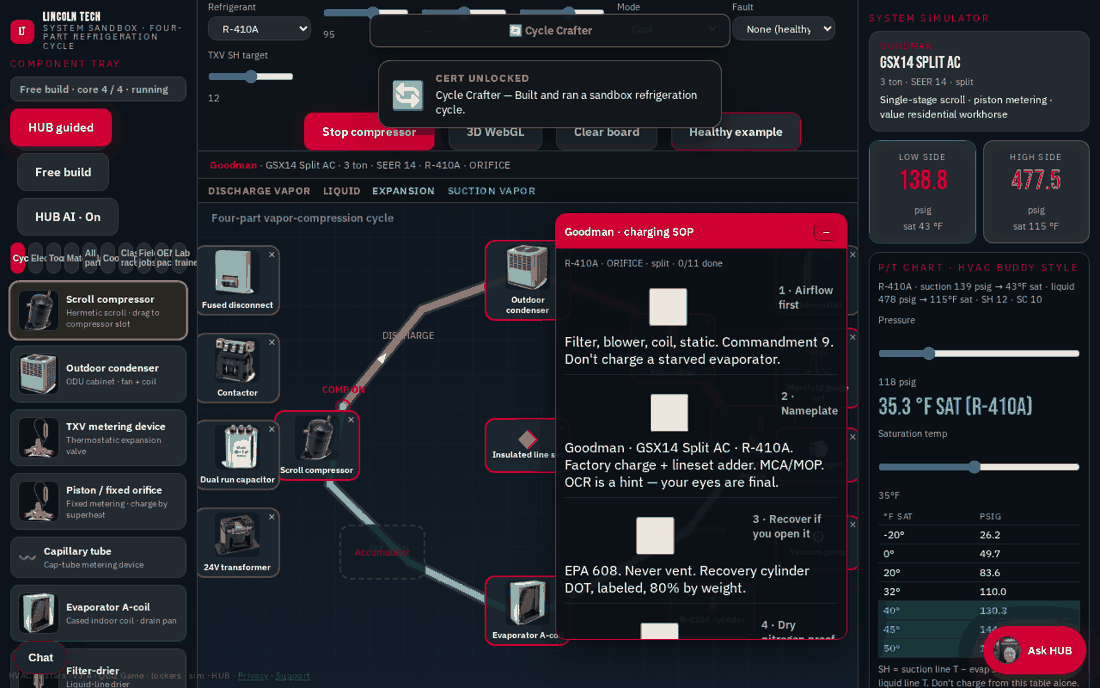 LT
LINCOLN TECH
SYSTEM SANDBOX · FOUR-
PART REFRIGERATION
CYCLE
COMPONENT TRAY
Free build · core 4 / 4 · running
HUB guided
Free build
HUB AI · On
Scroll compressor
Hermetic scroll · drag to
compressor slot
Outdoor condenser
ODU cabinet · fan + coil
TXV metering device
Thermostatic expansion
valve
Piston / fixed orifice
Fixed metering · charge by
superheat
Capillary tube
Cap-tube metering device
Evaporator A-coil
Cased indoor coil · drain pan
Filter-drier
Liquid-line drier
Chat
Privacy · Support
Refrigerant
R-410A
95
Mode
Cool
Fault
None (healthy
TXV SH target
12
Cycle Crafter
CERT UNLOCKED
Cycle Crafter — Built and ran a sandbox refrigeration
cycle.
Stop compressor
3D WebGL
Clear board
Healthy example
Goodman · GSX14 Split AC · 3 ton · SEER 14 · R-410A · ORIFICE
DISCHARGE VAPOR LIQUID EXPANSION SUCTION VAPOR
Four-part vapor-compression cycle
Fused disconnect
Contactor
Dual run capacitor
24V transformer
DISCHARGE
COMP ON
Scroll compressor
Accumulator
Outdoor
condenser
Insulated line s
Evaporator A-co
Goodman · charging SOP
R-410A · ORIFICE · split · 0/11 done
1 · Airflow
first
Filter, blower, coil, static. Commandment 9.
Don't charge a starved evaporator.
2 ·
Nameplate
Goodman · GSX14 Split AC · R-410A.
Factory charge + lineset adder. MCA/MOP.
OCR is a hint — your eyes are final.
3 · Recover if
you open it
EPA 608. Never vent. Recovery cylinder
DOT, labeled, 80% by weight.
4 · Dry
nitrogen proof
SYSTEM SIMULATOR
GOODMAN
GSX14 SPLIT AC
3 ton · SEER 14 · split
Single-stage scroll · piston metering ·
value residential workhorse
LOW SIDE
138.8
psig
sat 43 °F
HIGH SIDE
477.5
psig
sat 115 °F
P/T CHART · HVAC BUDDY STYLE
R-410A · suction 139 psig → 43°F sat · liquid
478 psig → 115°F sat · SH 12 · SC 10
Pressure
118 psig
35.3 °F SAT (R-410A)
Saturation temp
35°F
°F SAT PSIG
-20° 26.2
0° 49.7
20° 83.6
32° 110.0
40° 130.3
45°
50°
Ask HUB
SH = suction line T − evap
liquid line T. Don't charge from this table alone.